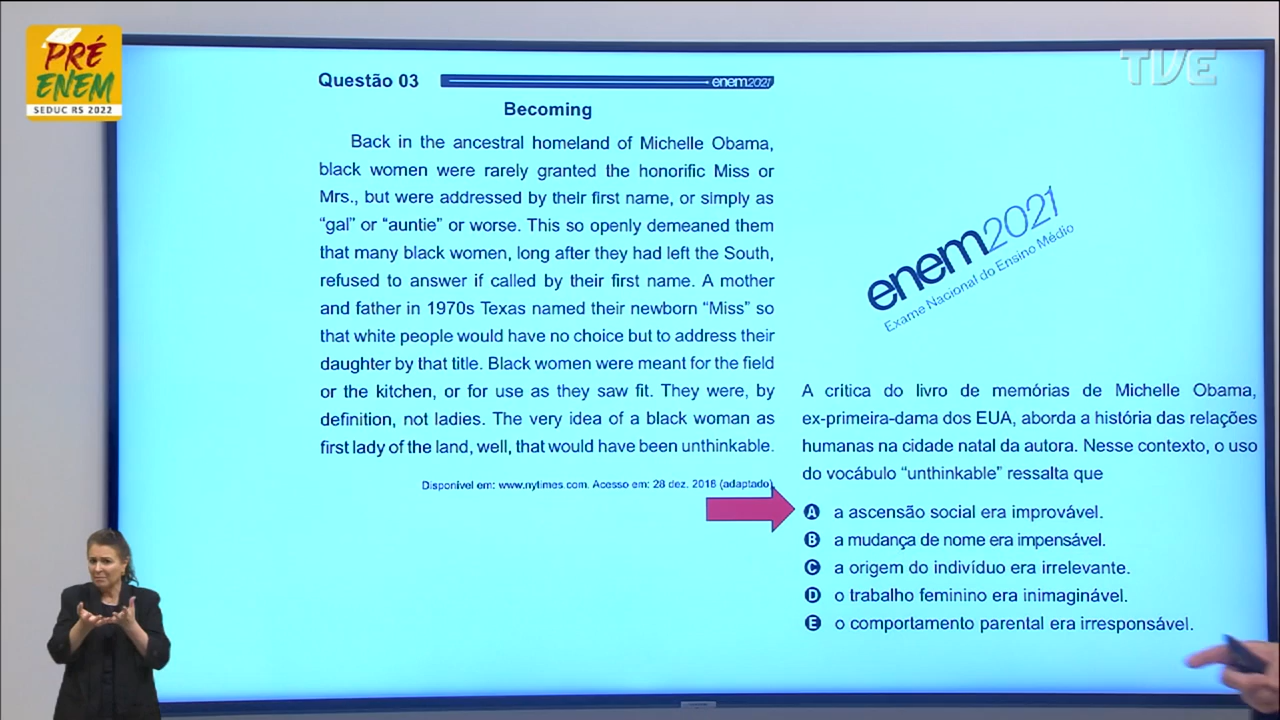 PRÉ
ENEM
SEDUC RS 2022
TVE
Questão 03
enem2021
Becoming
Back in the ancestral homeland of Michelle Obama,
black women were rarely granted the honorific Miss or
Mrs., but were addressed by their first name, or simply as
“gal” or “auntie” or worse. This so openly demeaned them
that many black women, long after they had left the South,
refused to answer if called by their first name. A mother
and father in 1970s Texas named their newborn “Miss” so
that white people would have no choice but to address their
daughter by that title. Black women were meant for the field
or the kitchen, or for use as they saw fit. They were, by
definition, not ladies. The very idea of a black woman as
first lady of the land, well, that would have been unthinkable.
Disponível em: www.nytimes.com. Acesso em: 28 dez. 2018 (adaptado)
enem2021
Exame Nacional do Ensino Médio
A crítica do livro de memórias de Michelle Obama,
ex-primeira-dama dos EUA, aborda a história das relações
humanas na cidade natal da autora. Nesse contexto, o uso
do vocábulo “unthinkable” ressalta que
A a ascensão social era improvável.
B a mudança de nome era impensável.
C a origem do indivíduo era irrelevante.
D o trabalho feminino era inimaginável.
E o comportamento parental era irresponsável.